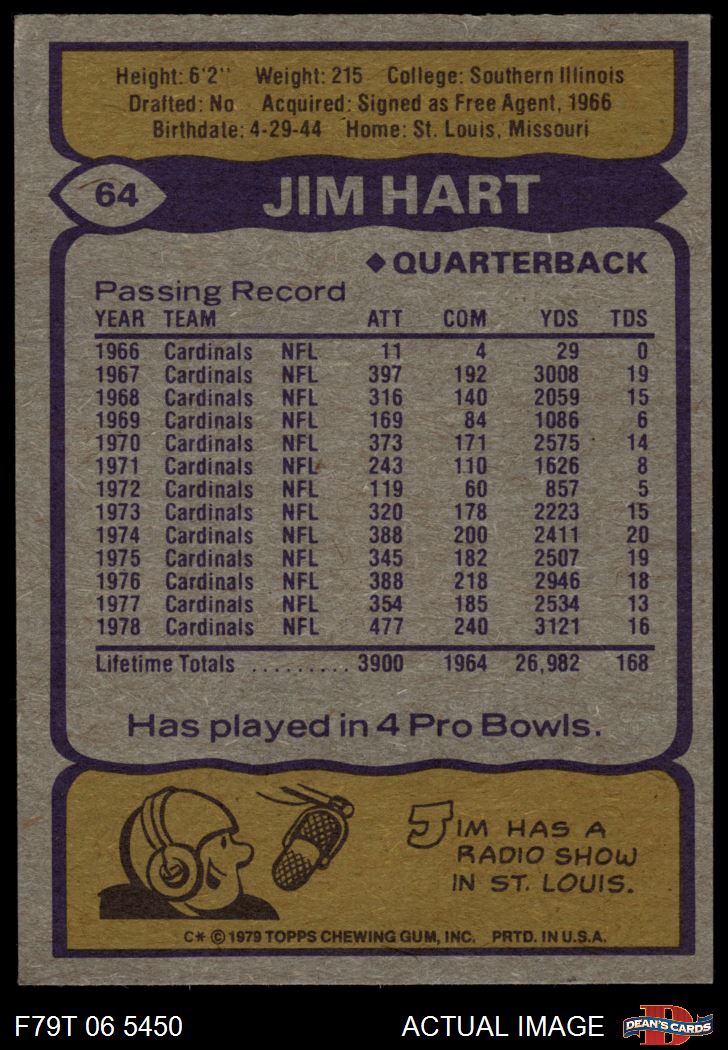 Height: 6'2" Weight: 215 College: Southern Illinois
Drafted: No Acquired: Signed as Free Agent, 1966
Birthdate: 4-29-44 Home: St. Louis, Missouri
64 JIM HART
◆ QUARTERBACK
Passing Record
YEAR TEAM ATT COM YDS TDS
1966 Cardinals NFL 11 4 29 0
1967 Cardinals NFL 397 192 3008 19
1968 Cardinals NFL 316 140 2059 15
1969 Cardinals NFL 169 84 1086 6
1970 Cardinals NFL 373 171 2575 14
1971 Cardinals NFL 243 110 1626 8
1972 Cardinals NFL 119 60 857 5
1973 Cardinals NFL 320 178 2223 15
1974 Cardinals NFL 388 200 2411 20
1975 Cardinals NFL 345 182 2507 19
1976 Cardinals NFL 388 218 2946 18
1977 Cardinals NFL 354 185 2534 13
1978 Cardinals NFL 477 240 3121 16
Lifetime Totals ......... 3900 1964 26,982 168
Has played in 4 Pro Bowls.
JIM HAS A
RADIO SHOW
IN ST. LOUIS.
C* © 1979 TOPPS CHEWING GUM, INC. PRTD. IN U.S.A.
F79T 06 5450 ACTUAL IMAGE D DEAN'S CARDS